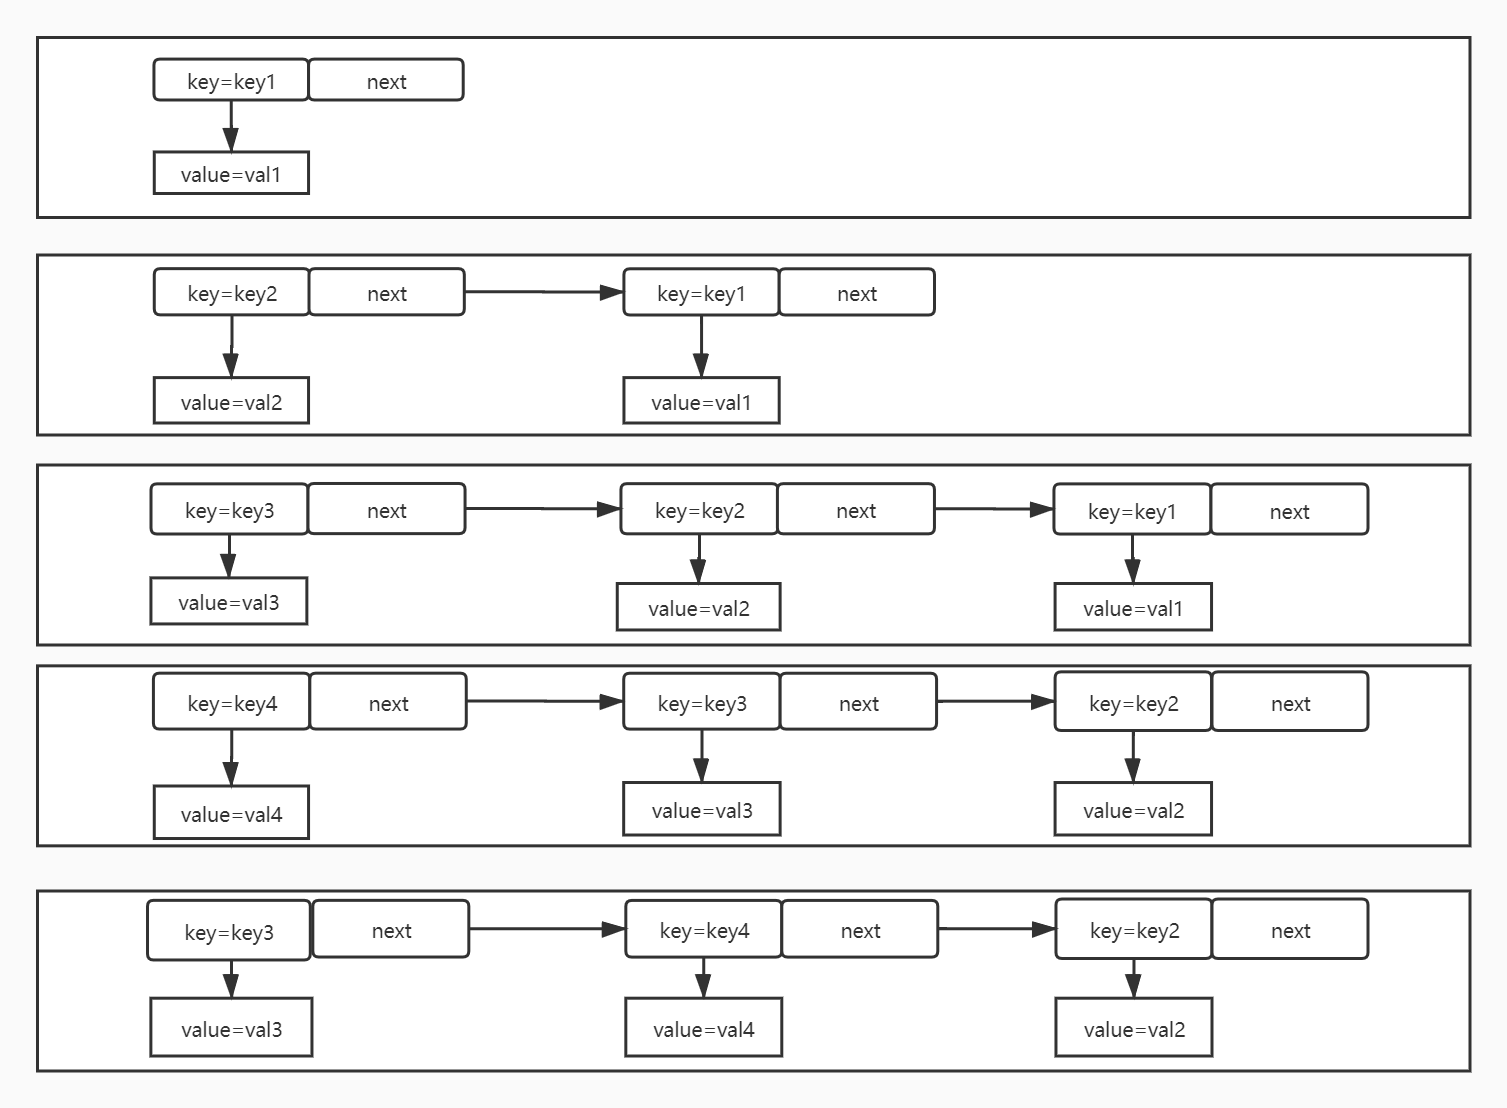 key=key1 next
value=val1
key=key2 next key=key1 next
value=val2 value=val1
key=key3 next key=key2 next key=key1 next
value=val3 value=val2 value=val1
key=key4 next key=key3 next key=key2 next
value=val4 value=val3 value=val2
key=key3 next key=key4 next key=key2 next
value=val3 value=val4 value=val2